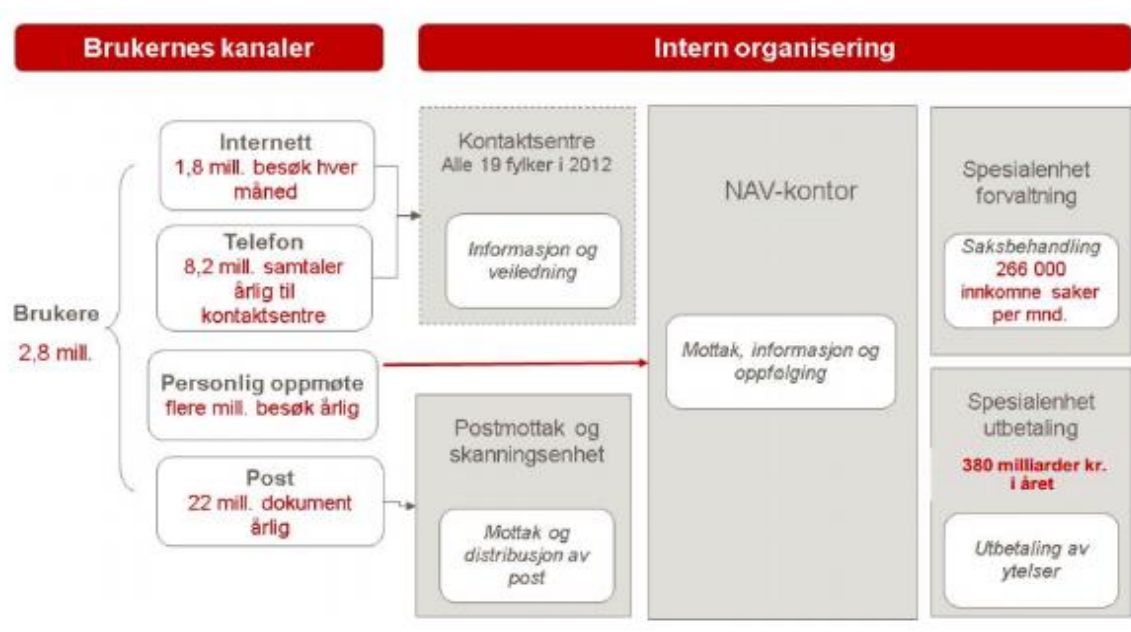 Brukernes kanaler
Intern organisering
Brukere
2,8 mill.
Internett
1,8 mill. besøk hver
måned
Telefon
8,2 mill. samtaler
årlig til
kontaktsentre
Personlig oppmøte
flere mill. besøk årlig
Post
22 mill. dokument
årlig
Kontaktsentre
Alle 19 fylker i 2012
Informasjon og
veiledning
Postmottak og
skanningsenhet
Mottak og
distribusjon av
post
NAV-kontor
Mottak, informasjon og
oppfølging
Spesialenhet
forvaltning
Saksbehandling
266 000
innkomne saker
per mnd.
Spesialenhet
utbetaling
380 milliarder kr.
i året
Utbetaling av
ytelser